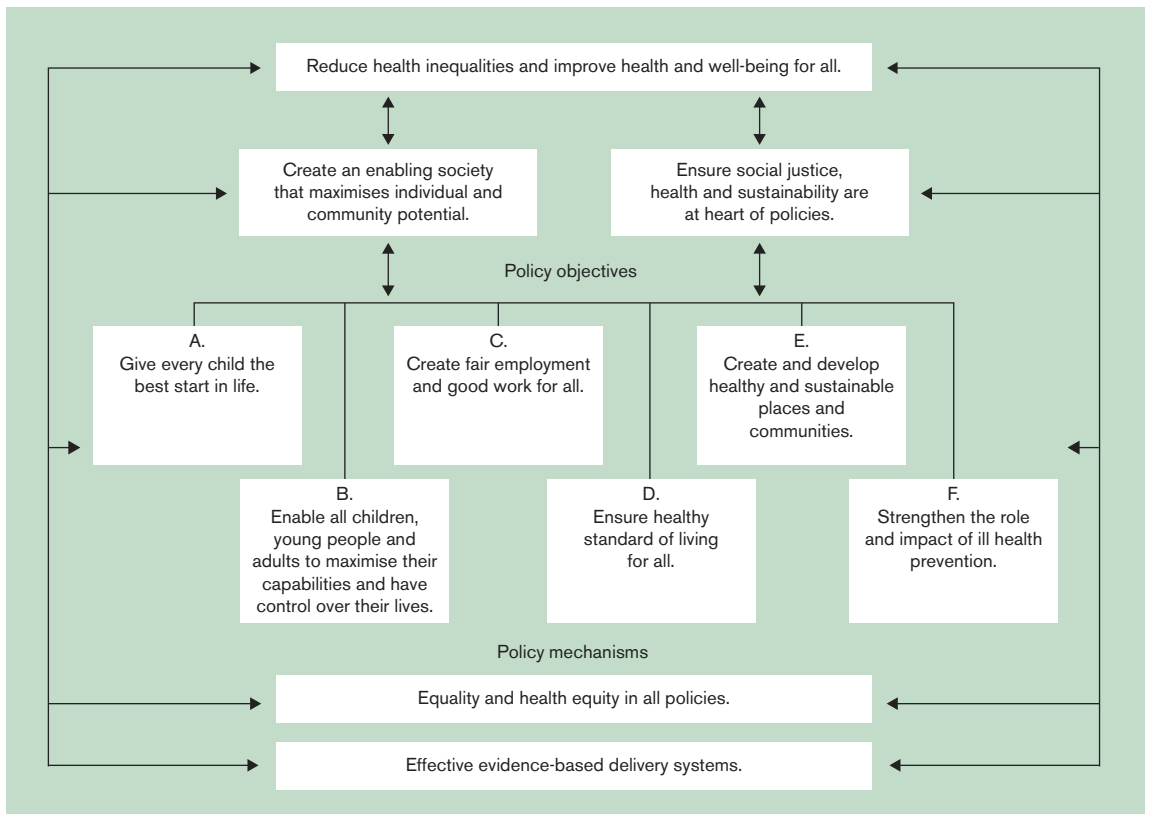 Reduce health inequalities and improve health and well-being for all.
Create an enabling society
that maximises individual and
community potential.
Ensure social justice,
health and sustainability are
at heart of policies.
Policy objectives
A.
Give every child the
best start in life.
C.
Create fair employment
and good work for all.
E.
Create and develop
healthy and sustainable
places and
communities.
B.
Enable all children,
young people and
adults to maximise their
capabilities and have
control over their lives.
D.
Ensure healthy
standard of living
for all.
F.
Strengthen the role
and impact of ill health
prevention.
Policy mechanisms
Equality and health equity in all policies.
Effective evidence-based delivery systems.